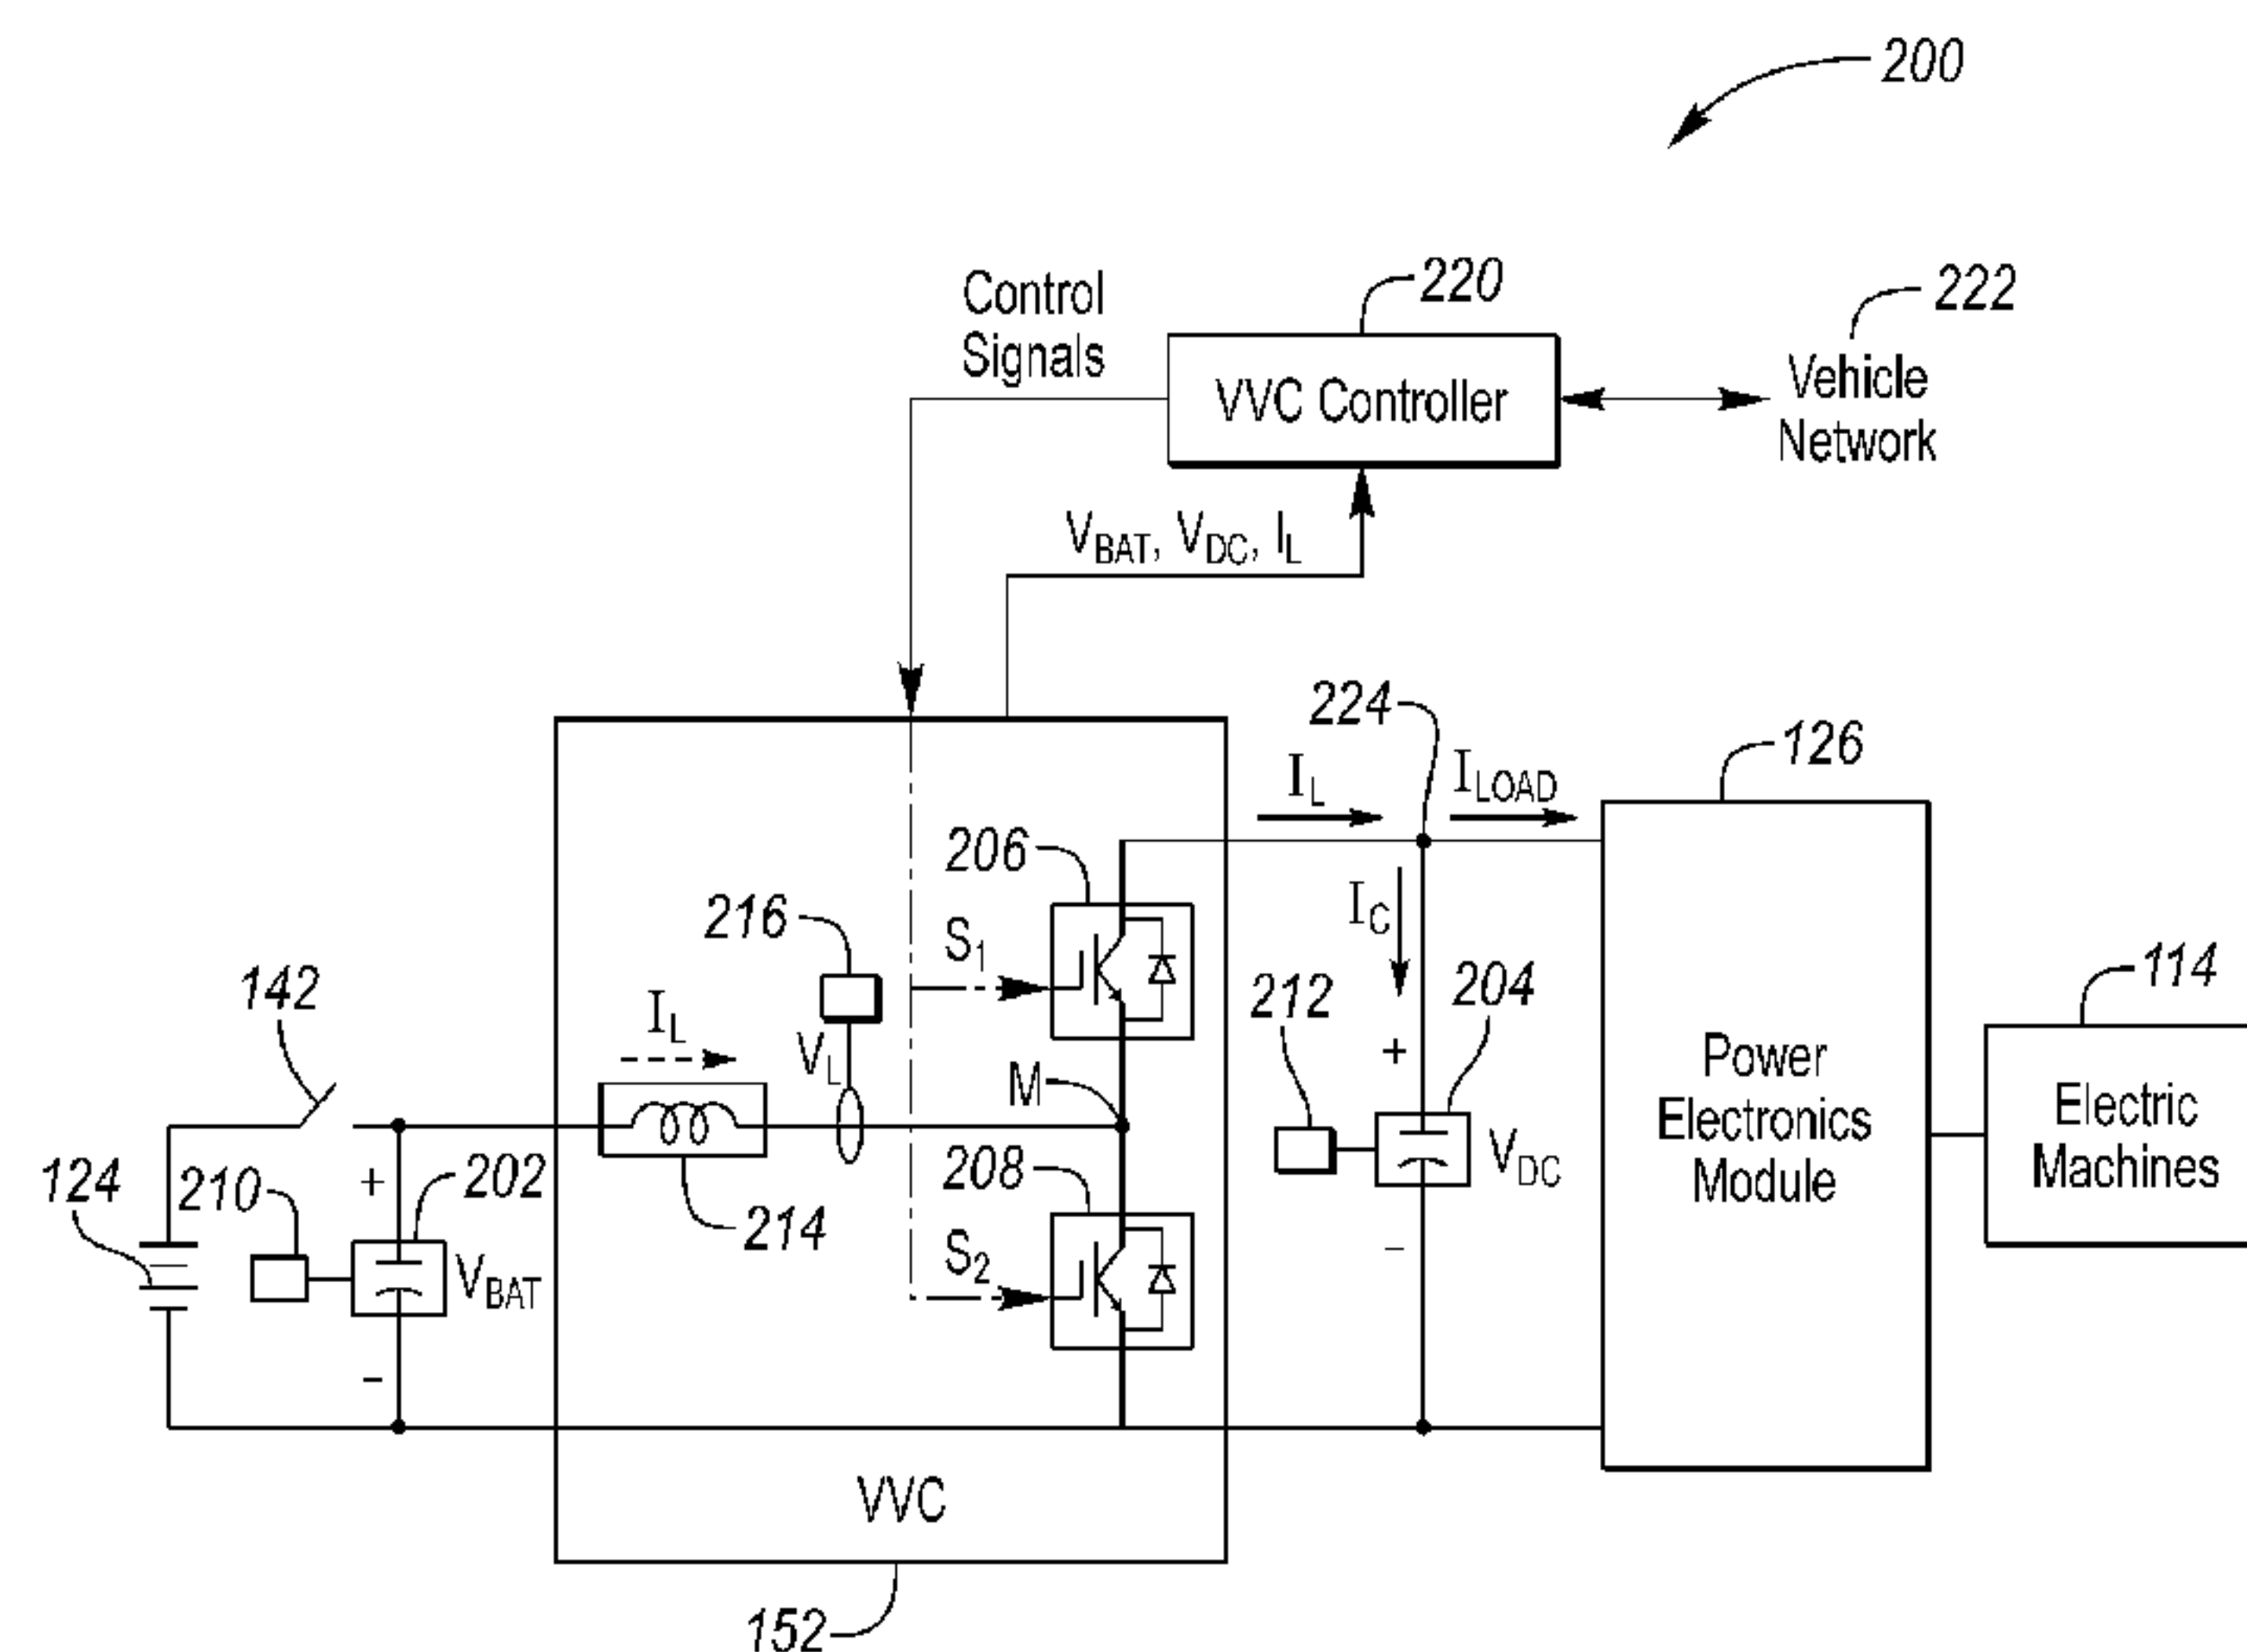 200
Control
Signals
220
VVC Controller
222
Vehicle
Network
V_BAT, V_DC, I_L
224
I_L
I_LOAD
126
206
216
S_1
I_C
212
204
114
142
I_L
V_L
M
+
Power
Electronics
Module
Electric
Machines
124
210
+
202
V_BAT
214
208
S_2
V_DC
-
-
VVC
152